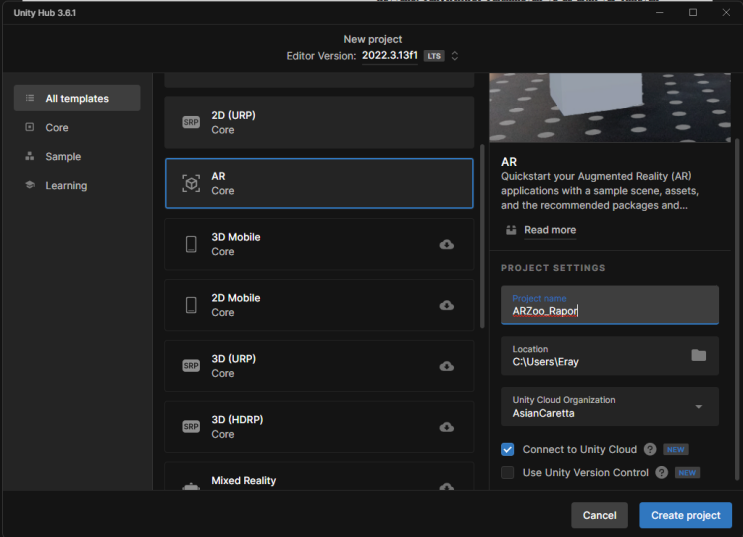 Unity Hub 3.6.1
New project
Editor Version: 2022.3.13f1 LTS
All templates
Core
Sample
Learning
2D (URP)
SRP
Core
AR
Core
3D Mobile
Core
2D Mobile
Core
3D (URP)
SRP
Core
3D (HDRP)
SRP
Core
Mixed Reality
AR
Quickstart your Augmented Reality (AR)
applications with a sample scene, assets,
and the recommended packages and...
Read more
PROJECT SETTINGS
Project name
ARZoo_Rapor
Location
C:\Users\Eray
Unity Cloud Organization
AsianCaretta
Connect to Unity Cloud ? NEW
Use Unity Version Control ? NEW
Cancel
Create project